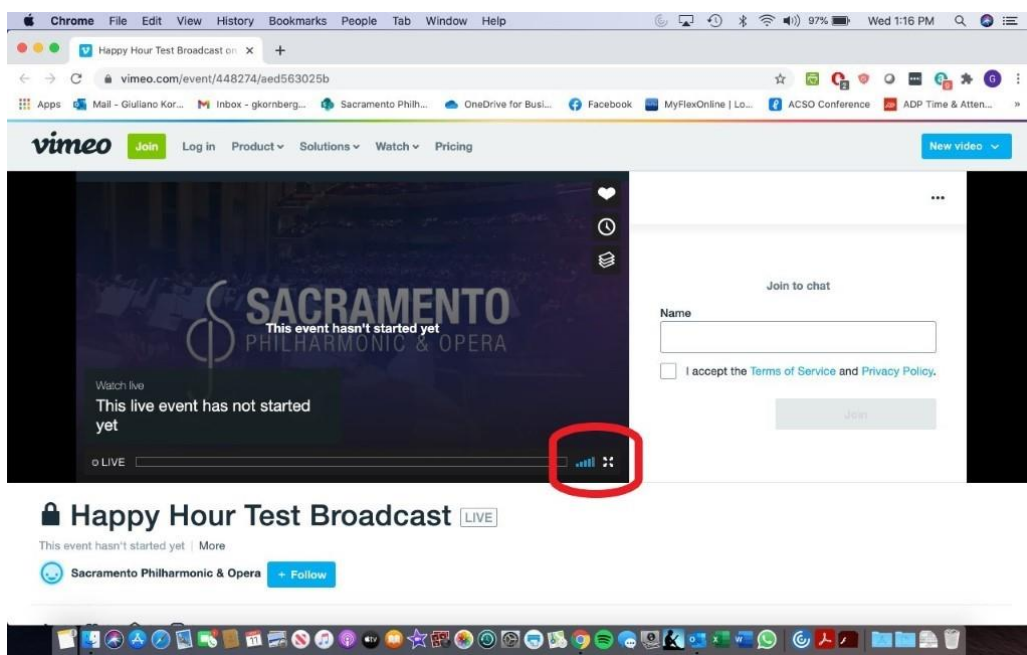 Chrome File Edit View History Bookmarks People Tab Window Help 97% Wed 1:16 PM
Happy Hour Test Broadcast on
vimeo.com/event/448274/aed563025b
Apps Mail - Giuliano Kor... Inbox - gkornberg... Sacramento Philh... OneDrive for Busi... Facebook MyFlexOnline | Lo... ACSO Conference ADP Time & Atten... »
vimeo Join Log in Product Solutions Watch Pricing New video
SACRAMENTO
This event hasn't started yet
PHILHARMONIC & OPERA
Watch live
This live event has not started
yet
LIVE
Join to chat
Name
I accept the Terms of Service and Privacy Policy.
Join
Happy Hour Test Broadcast LIVE
This event hasn't started yet | More
Sacramento Philharmonic & Opera + Follow